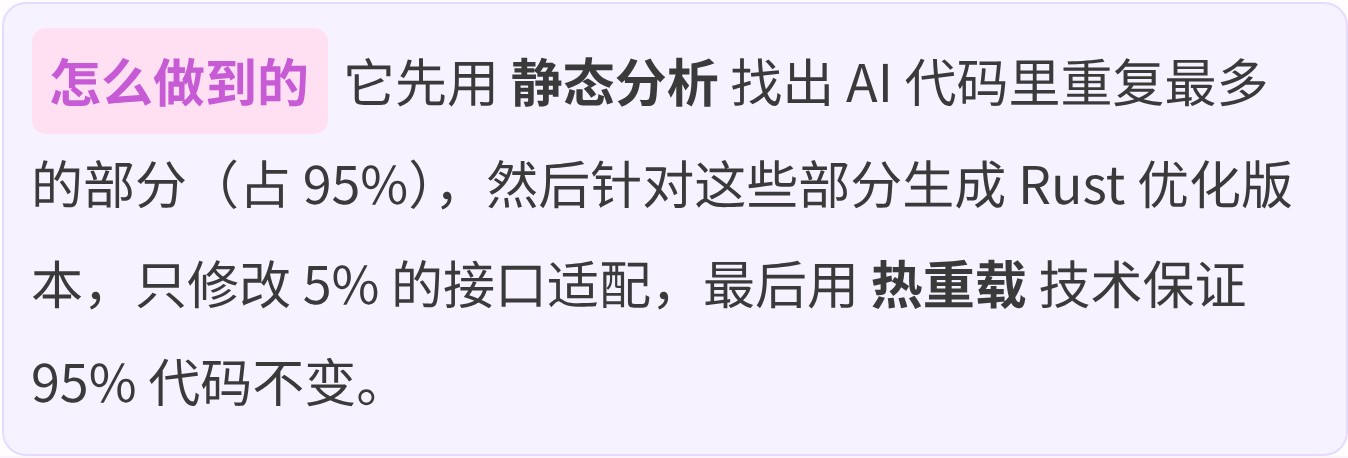 怎么做到的 它先用 静态分析 找出 AI 代码里重复最多
的部分（占 95%），然后针对这些部分生成 Rust 优化版
本，只修改 5% 的接口适配，最后用 热重载 技术保证
95% 代码不变。